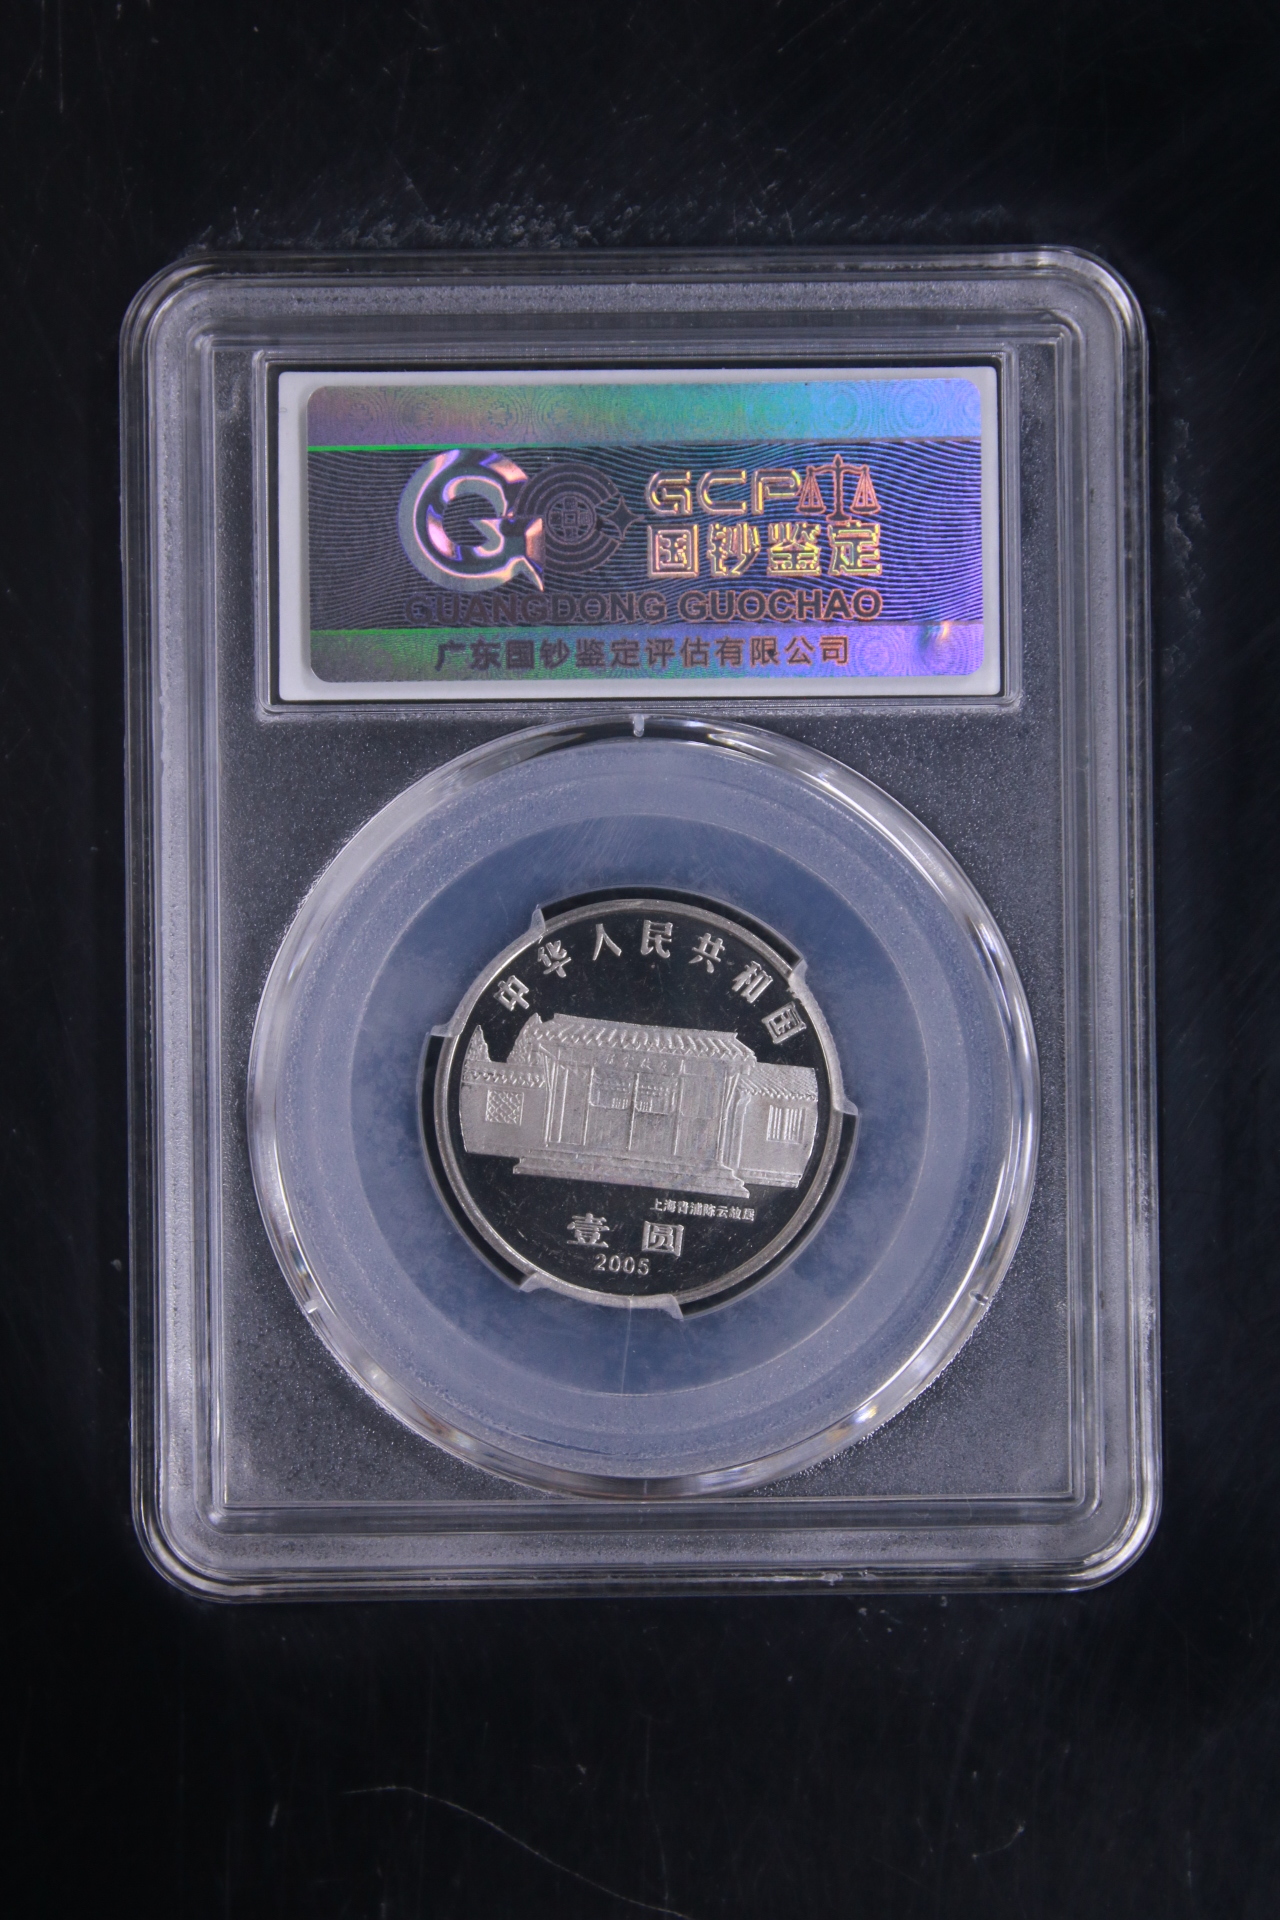 GCP
国钞鉴定
GUANGDONG GUOCHAO
广东国钞鉴定评估有限公司
中华人民共和国
上海青浦陈云故居
壹圆
2005